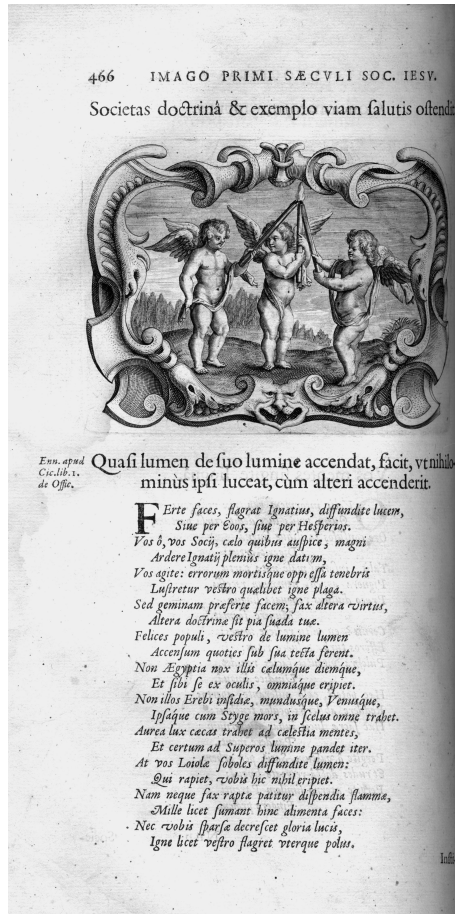 466 IMAGO PRIMI SÆCVLI SOC. IESV.
Societas doctrinâ & exemplo viam salutis ostendit
Enn. apud
Cic. lib. 1.
de Offic.
Quasi lumen de suo lumine accendat, facit, vt nihilo-
minùs ipsi luceat, cùm alteri accenderit.
FErte faces, flagrat Ignatius, diffundite lucem,
Siue per Eoos, siue per Hesperios.
Vos ô, vos Socij, cælo quibus auspice, magni
Ardere Ignatij plenius igne datum,
Vos agite: errorum mortisque oppressa tenebris
Lustretur vestro quælibet igne plaga.
Sed geminam præferte facem; fax altera virtus,
Altera doctrinæ sit pia suada tuæ.
Felices populi, vestro de lumine lumen
Accensum quoties sub sua tecta ferent.
Non Ægyptia nox illis cælumque diemque,
Et sibi se ex oculis, omniaque eripiet.
Non illos Erebi insidiæ, mundusque, Venusque,
Ipsaque cum Styge mors, in scelus omne trahet.
Aurea lux cæcas trahet ad cælestia mentes,
Et certum ad Superos lumine pandet iter.
At vos Loiolæ soboles diffundite lumen:
Qui rapiet, vobis hic nihil eripiet.
Nam neque fax raptæ patitur dispendia flammæ,
Mille licet sumant hinc alimenta faces:
Nec vobis sparsæ decrescet gloria lucis,
Igne licet vestro flagret vterque polus.